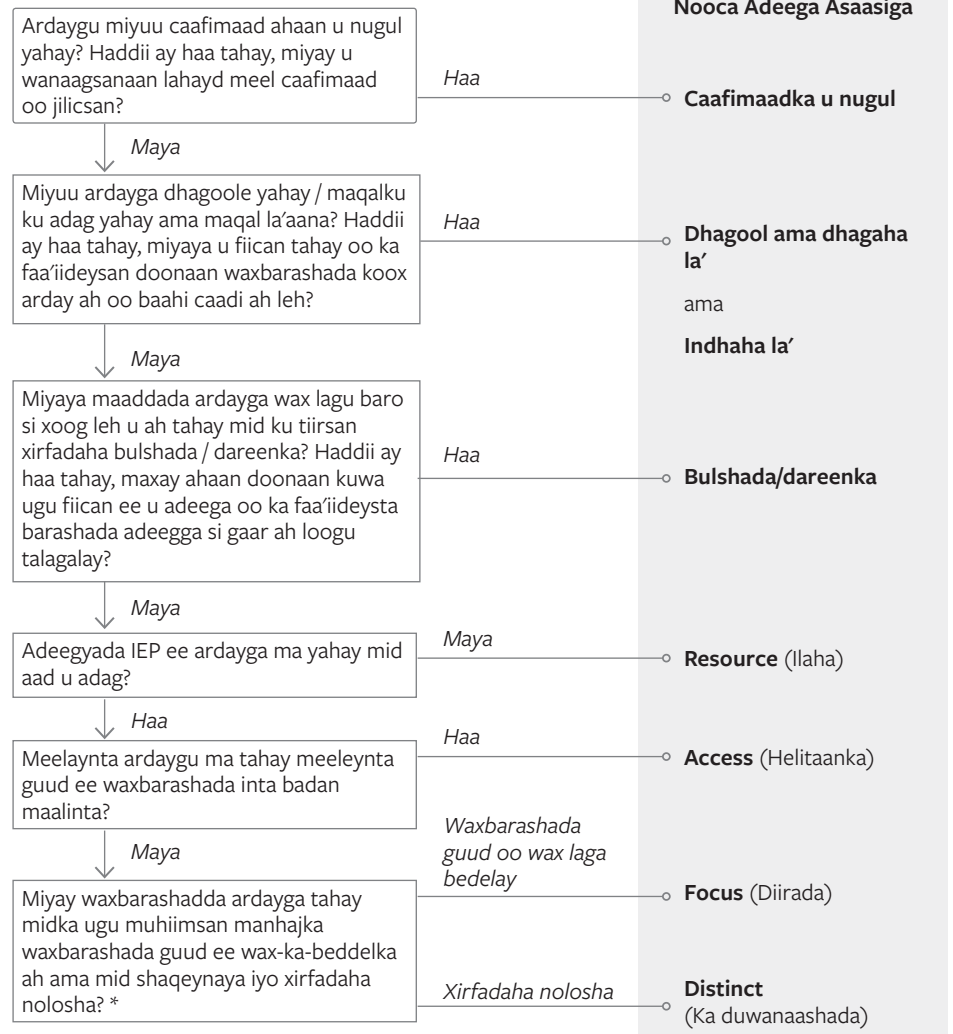 Nooca Adeega Asaasiga
Ardaygu miyuu caafimaad ahaan u nugul
yahay? Haddii ay haa tahay, miyay u
wanaagsanaan lahayd meel caafimaad
oo jilicsan?
Haa
Caafimaadka u nugul
Maya
Miyuu ardayga dhagoole yahay / maqalku
ku adag yahay ama maqal la′aana? Haddii
ay haa tahay, miyaya u fiican tahay oo ka
faa′iideysan doonaan waxbarashada koox
arday ah oo baahi caadi ah leh?
Haa
Dhagool ama dhagaha
la′
ama
Indhaha la′
Maya
Miyaya maaddada ardayga wax lagu baro
si xoog leh u ah tahay mid ku tiirsan
xirfadaha bulshada / dareenka? Haddii ay
haa tahay, maxay ahaan doonaan kuwa
ugu fiican ee u adeega oo ka faa′iideysta
barashada adeegga si gaar ah loogu
talagalay?
Haa
Bulshada/dareenka
Maya
Adeegyada IEP ee ardayga ma yahay mid
aad u adag?
Maya
Resource (Ilaha)
Haa
Meelaynta ardaygu ma tahay meeleynta
guud ee waxbarashada inta badan
maalinta?
Haa
Access (Helitaanka)
Maya
Miyay waxbarashadda ardayga tahay
midka ugu muhiimsan manhajka
waxbarashada guud ee wax-ka-beddelka
ah ama mid shaqeynaya iyo xirfadaha
nolosha? *
Waxbarashada
guud oo wax laga
bedelay
Focus (Diirada)
Xirfadaha nolosha
Distinct
(Ka duwanaashada)